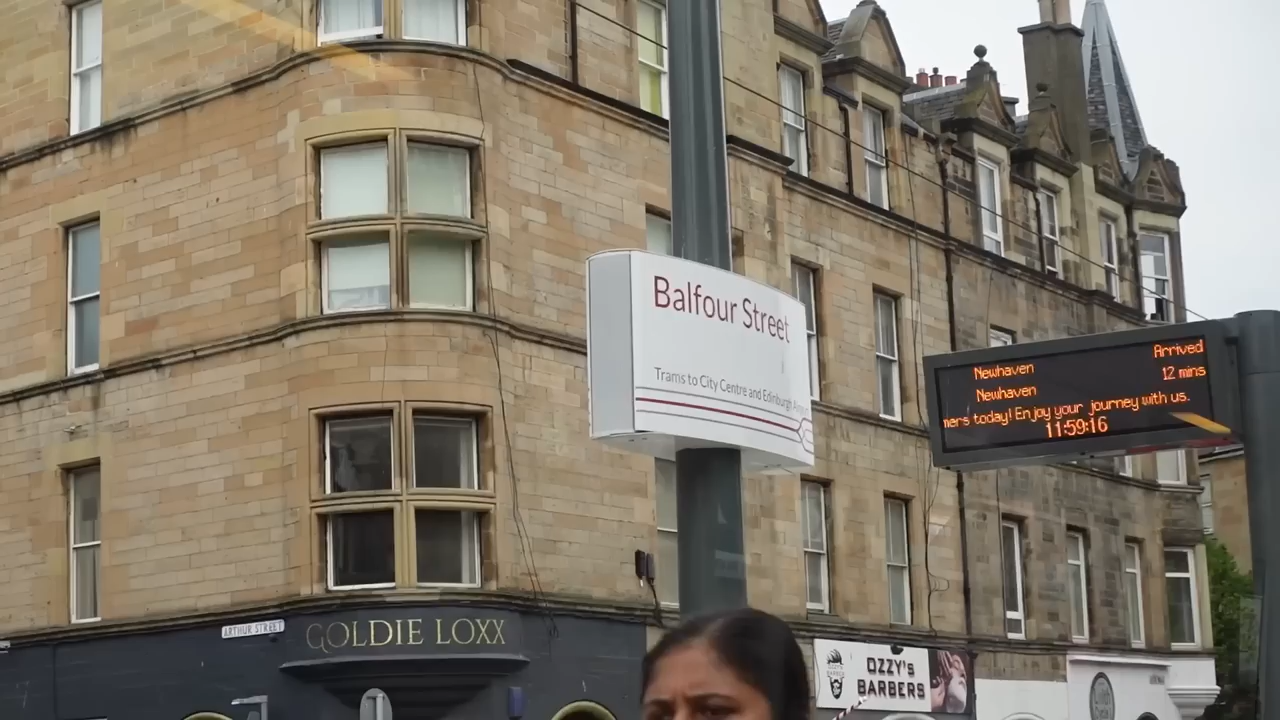 Balfour Street
Trams to City Centre and Edinburgh Airport
Newhaven Arrived
Newhaven 12 mins
mers today! Enjoy your journey with us.
11:59:16
ARTHUR STREET
GOLDIE LOXX
OZZY'S
BARBERS